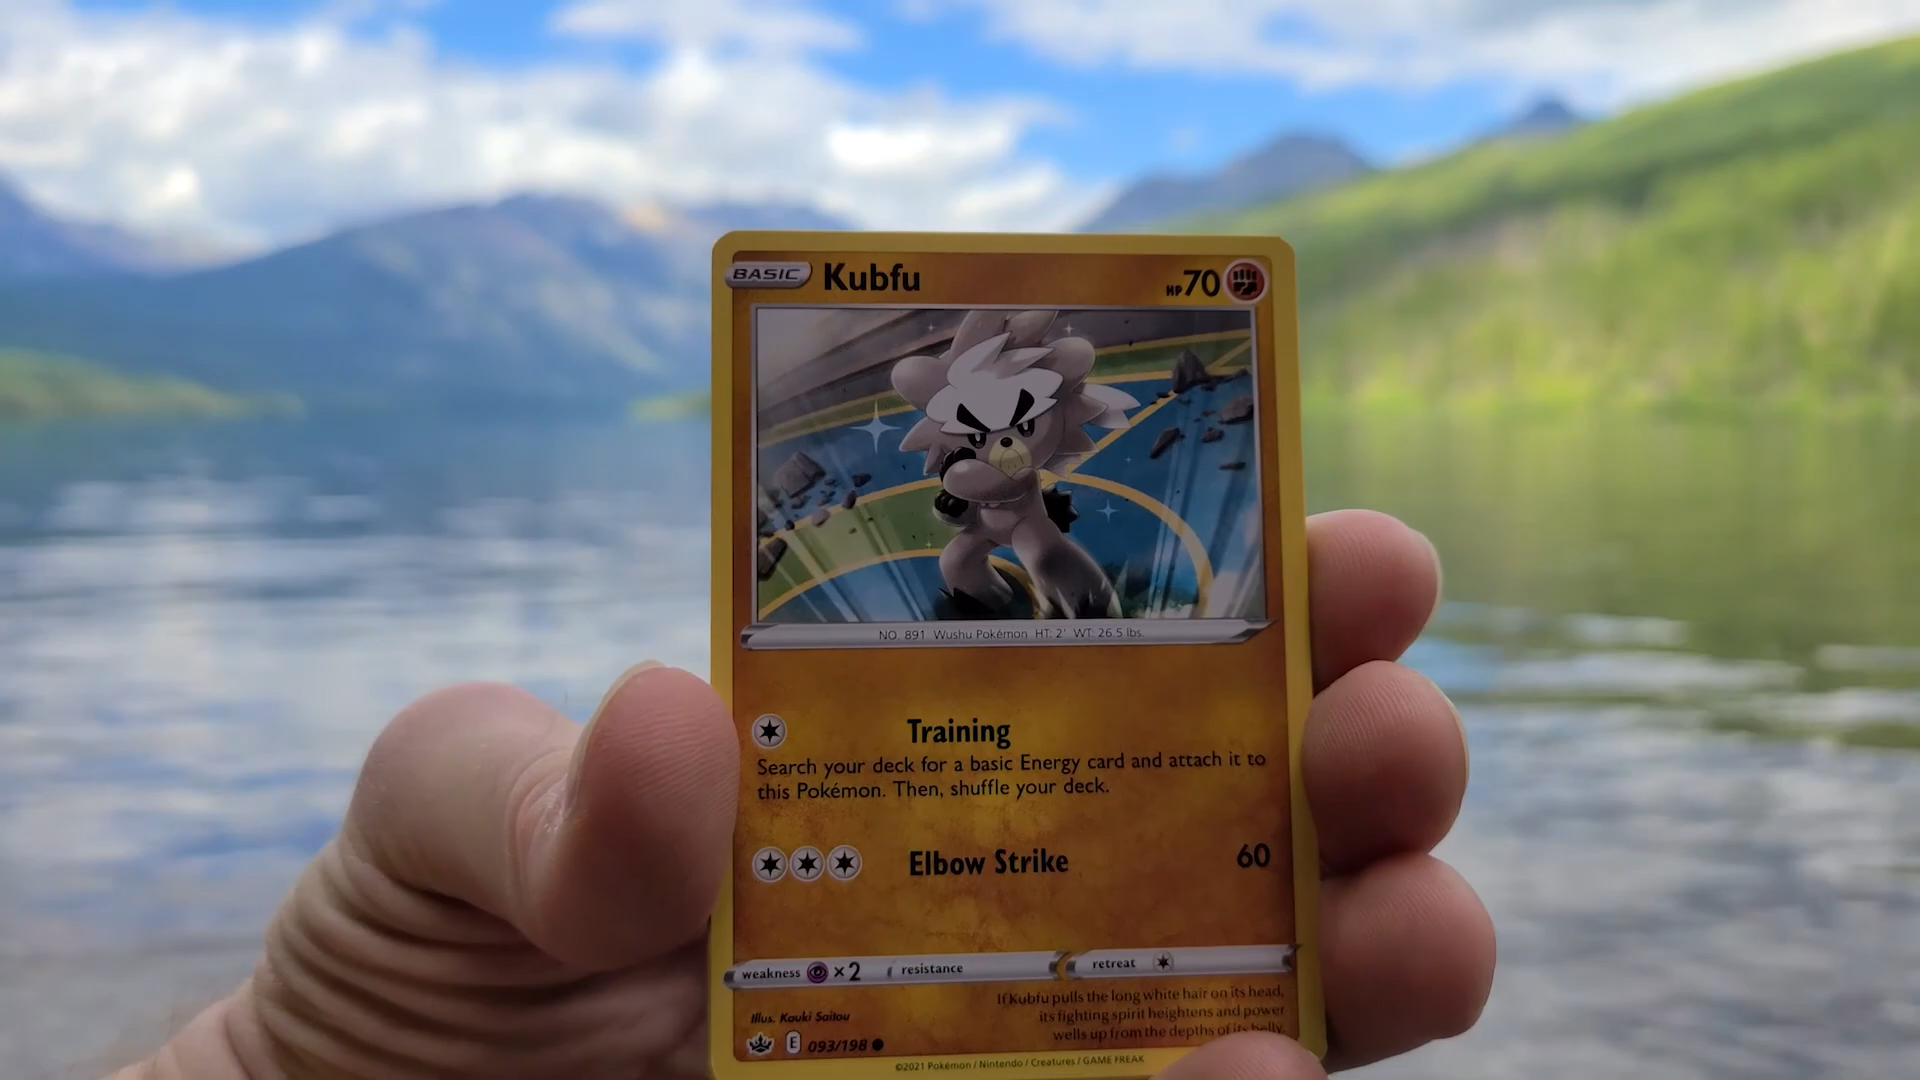 BASIC Kubfu HP 70
NO. 891 Wushu Pokémon HT: 2' WT: 26.5 lbs.
Training
Search your deck for a basic Energy card and attach it to
this Pokémon. Then, shuffle your deck.
Elbow Strike 60
weakness ×2 resistance retreat
If Kubfu pulls the long white hair on its head,
its fighting spirit heightens and power
wells up from the depths of its belly.
Illus. Kouki Saitou
E 093/198
©2021 Pokémon / Nintendo / Creatures / GAME FREAK